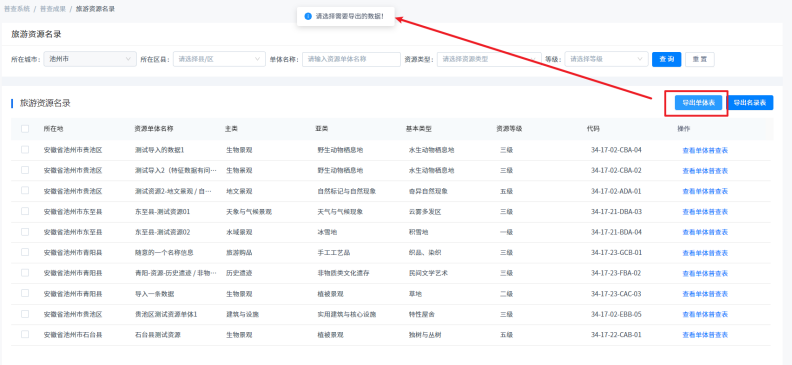 普查系统 / 普查成果 / 旅游资源名录
请选择需要导出的数据!
旅游资源名录
所在城市: 池州市 所在区县: 请选择县/区 单体名称: 请输入资源单体名称 资源类型: 请选择资源类型 等级: 请选择等级 查询 重置
旅游资源名录 导出单体表 导出名录表
所在地 资源单体名称 主类 亚类 基本类型 资源等级 代码 操作
安徽省池州市贵池区 测试导入的数据1 生物景观 野生动物栖息地 水生动物栖息地 三级 34-17-02-CBA-04 查看单体普查表
安徽省池州市贵池区 测试导入2（特征数据有问… 生物景观 野生动物栖息地 水生动物栖息地 三级 34-17-02-CBA-02 查看单体普查表
安徽省池州市贵池区 测试资源2-地文景观 / 自… 地文景观 自然标记与自然现象 奇异自然现象 五级 34-17-02-ADA-01 查看单体普查表
安徽省池州市东至县 东至县-测试资源01 天象与气候景观 天气与气候现象 云雾多发区 三级 34-17-21-DBA-03 查看单体普查表
安徽省池州市东至县 东至县-测试资源02 水域景观 冰雪地 积雪地 一级 34-17-21-BDA-04 查看单体普查表
安徽省池州市青阳县 随意的一个名称信息 旅游购品 手工工艺品 织品、染织 三级 34-17-23-GCB-01 查看单体普查表
安徽省池州市青阳县 青阳-资源-历史遗迹 / 非物… 历史遗迹 非物质类文化遗存 民间文学艺术 三级 34-17-23-FBA-02 查看单体普查表
安徽省池州市青阳县 导入一条数据 生物景观 植被景观 草地 二级 34-17-23-CAC-03 查看单体普查表
安徽省池州市贵池区 贵池区测试资源单体1 建筑与设施 实用建筑与核心设施 特性屋舍 三级 34-17-02-EBB-05 查看单体普查表
安徽省池州市石台县 石台县测试资源 生物景观 植被景观 独树与丛树 五级 34-17-22-CAB-01 查看单体普查表